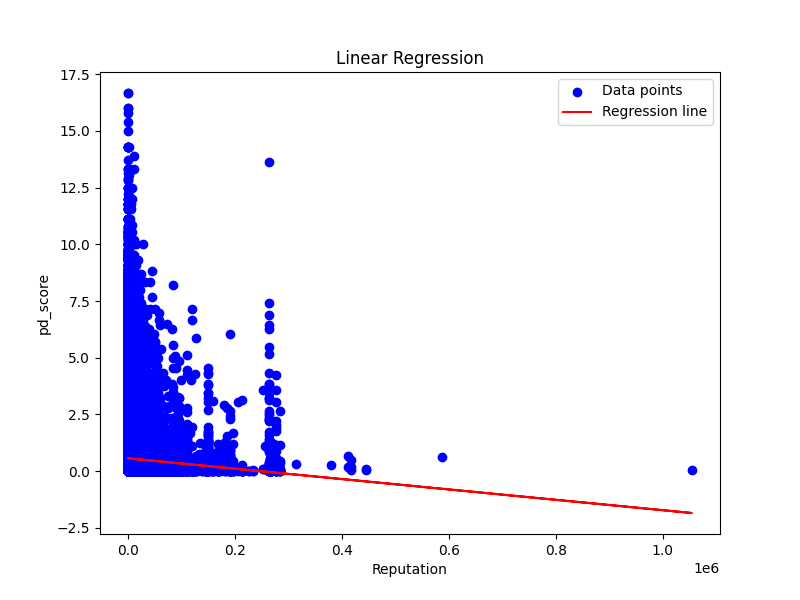 Linear Regression
17.5
15.0
12.5
10.0
7.5
5.0
2.5
0.0
−2.5
pd_score
Data points
Regression line
0.0 0.2 0.4 0.6 0.8 1.0
1e6
Reputation